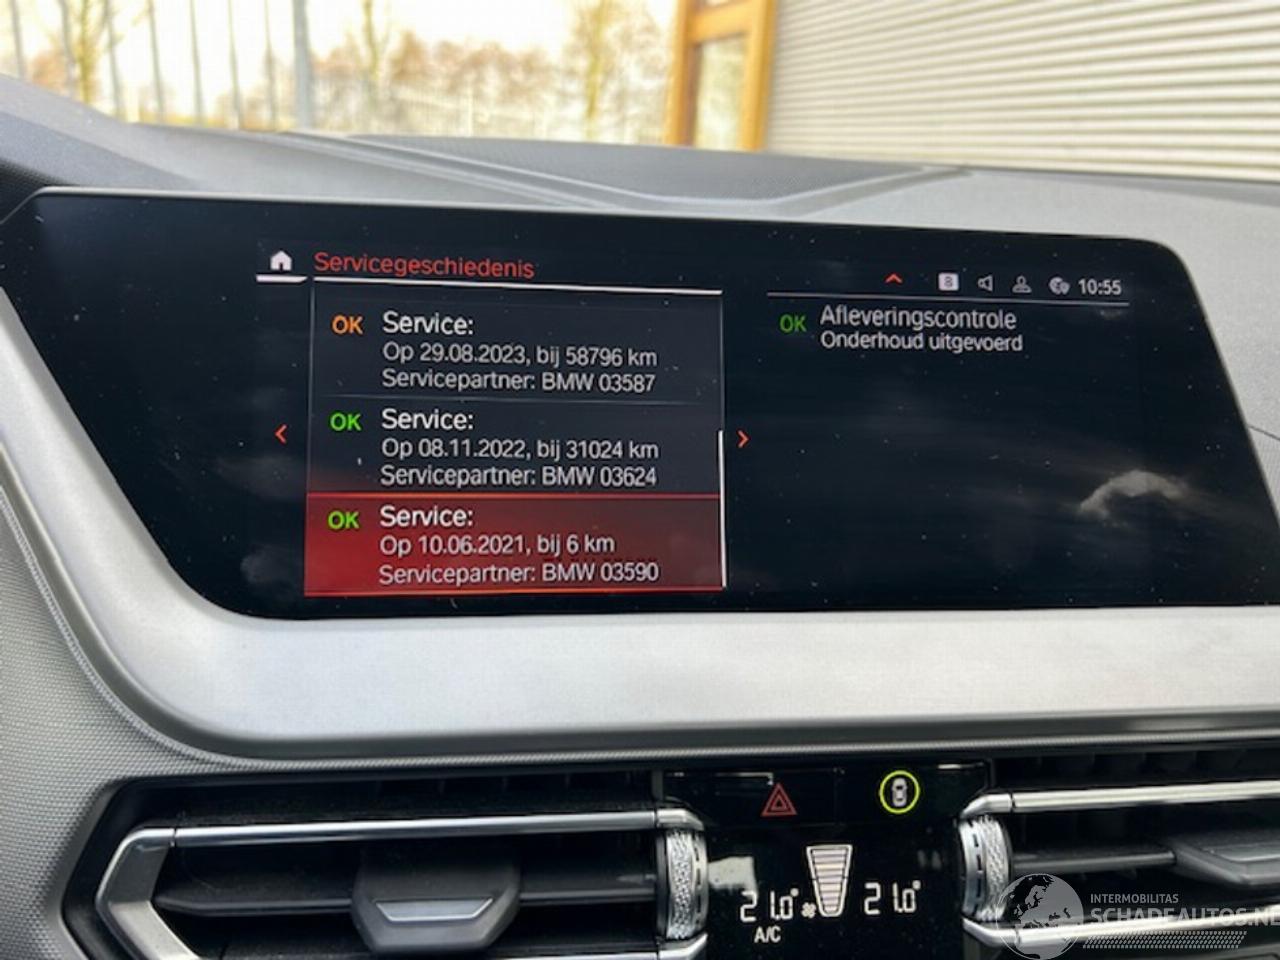 Servicegeschiedenis
8
10:55
OK
Service:
Op 29.08.2023, bij 58796 km
Servicepartner: BMW 03587
OK
Service:
Op 08.11.2022, bij 31024 km
Servicepartner: BMW 03624
OK
Service:
Op 10.06.2021, bij 6 km
Servicepartner: BMW 03590
OK
Afleveringscontrole
Onderhoud uitgevoerd
21.0°
21.0°
A/C
INTERMOBILITAS
SCHADEAUTOS.NL